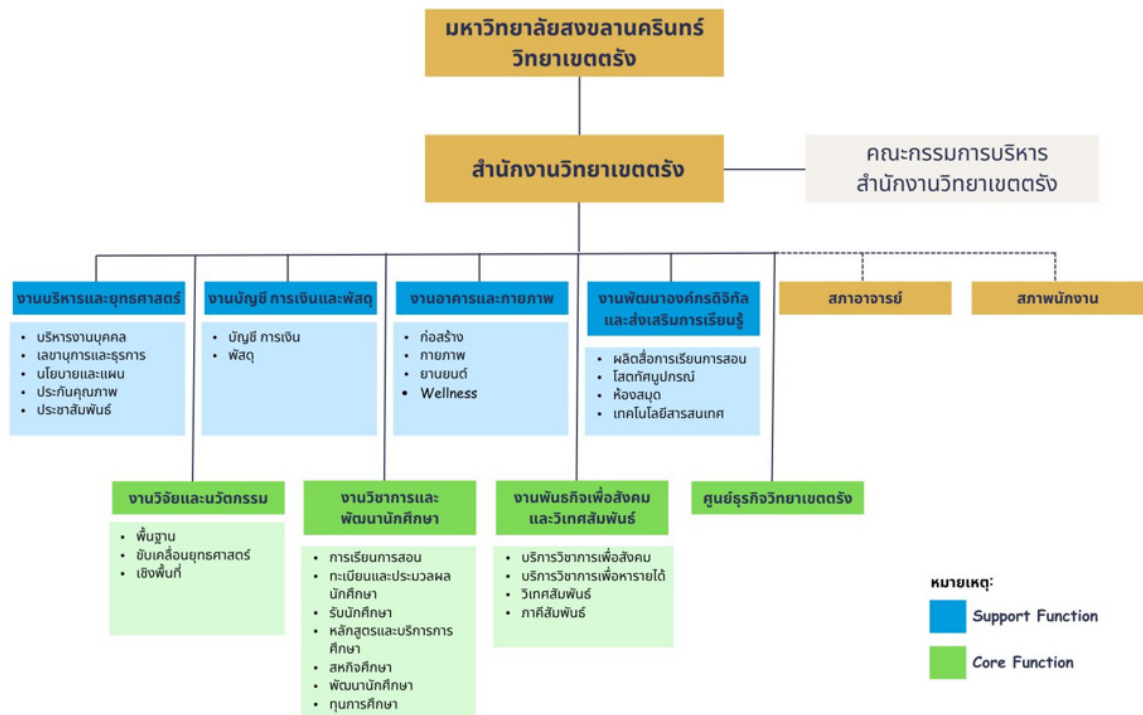 มหาวิทยาลัยสงขลานครินทร์
วิทยาเขตตรัง
สำนักงานวิทยาเขตตรัง
คณะกรรมการบริหาร
สำนักงานวิทยาเขตตรัง
งานบริหารและยุทธศาสตร์
• บริหารงานบุคคล
• เลขานุการและธุรการ
• นโยบายและแผน
• ประกันคุณภาพ
• ประชาสัมพันธ์
งานบัญชี การเงินและพัสดุ
• บัญชี การเงิน
• พัสดุ
งานอาคารและกายภาพ
• ก่อสร้าง
• กายภาพ
• ยานยนต์
• Wellness
งานพัฒนาองค์กรดิจิทัล
และส่งเสริมการเรียนรู้
• ผลิตสื่อการเรียนการสอน
• โสตทัศนูปกรณ์
• ห้องสมุด
• เทคโนโลยีสารสนเทศ
สภาอาจารย์
สภาพนักงาน
งานวิจัยและนวัตกรรม
• พื้นฐาน
• ขับเคลื่อนยุทธศาสตร์
• เชิงพื้นที่
งานวิชาการและ
พัฒนานักศึกษา
• การเรียนการสอน
• ทะเบียนและประมวลผล
นักศึกษา
• รับนักศึกษา
• หลักสูตรและบริการการ
ศึกษา
• สหกิจศึกษา
• พัฒนานักศึกษา
• ทุนการศึกษา
งานพันธกิจเพื่อสังคม
และวิเทศสัมพันธ์
• บริการวิชาการเพื่อสังคม
• บริการวิชาการเพื่อหารายได้
• วิเทศสัมพันธ์
• ภาคีสัมพันธ์
ศูนย์ธุรกิจวิทยาเขตตรัง
หมายเหตุ:
Support Function
Core Function